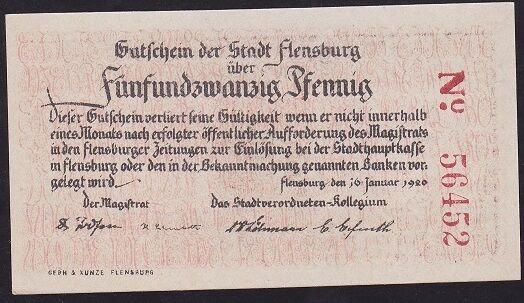 Gutschein der Stadt Flensburg
über
Fünfundzwanzig Pfennig
Dieser Gutschein verliert seine Gültigkeit wenn er nicht innerhalb
eines Monats nach erfolgter öffentlicher Aufforderung des Magistrats
in den flensburger Zeitungen zur Einlösung bei der Stadthauptkasse
in flensburg oder den in der Bekanntmachung genannten Banken vor-
gelegt wird.
flensburg den 16 Januar 1920
Der Magistrat Das Stadtverordneten-Kollegium
GEBR & KUNZE FLENSBURG
No 56452